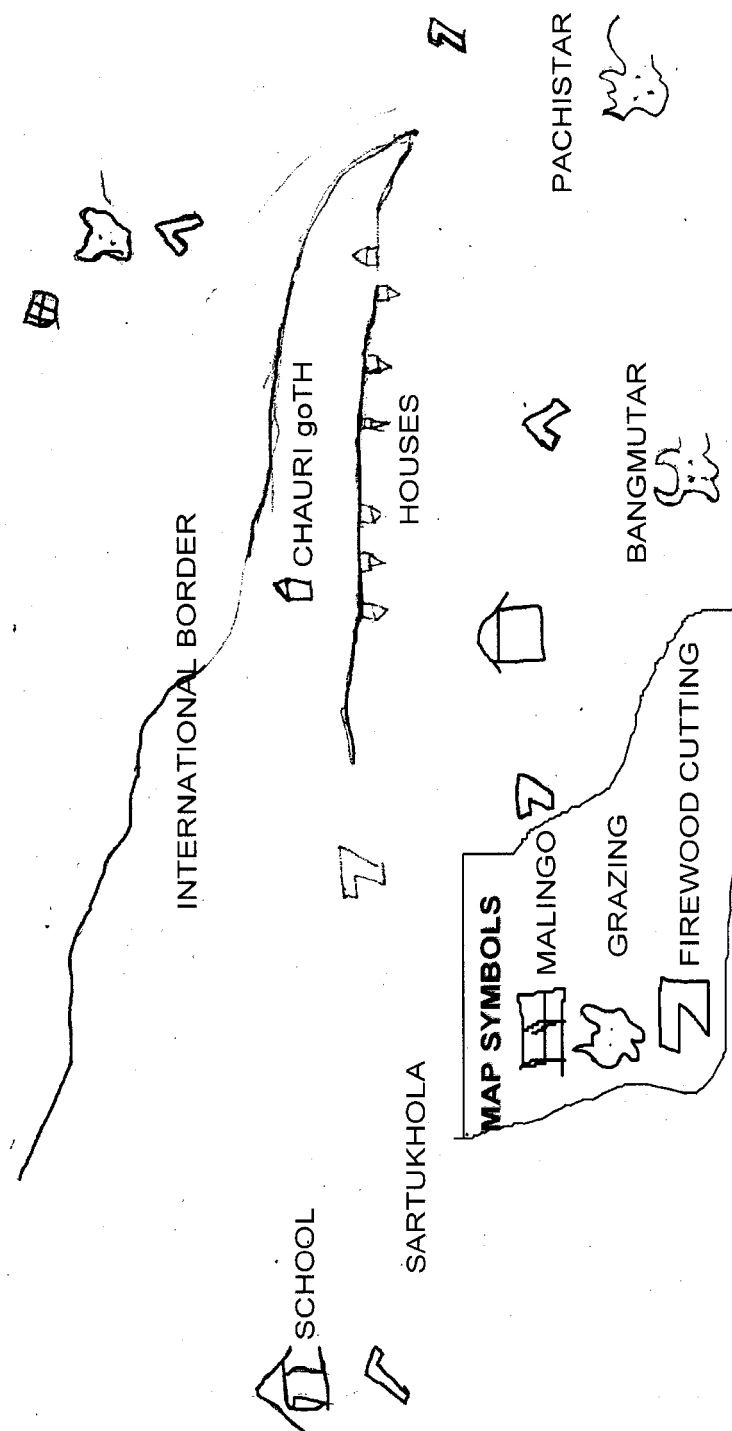 INTERNATIONAL BORDER
SCHOOL
CHAURI goTH
SARTUKHOLA
HOUSES
MAP SYMBOLS
MALINGO
GRAZING
FIREWOOD CUTTING
BANGMUTAR
PACHISTAR